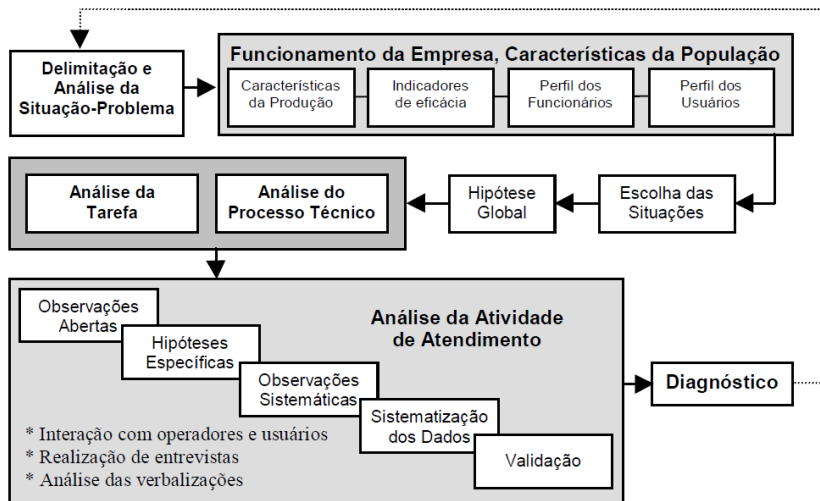 Delimitação e
Análise da
Situação-Problema
Funcionamento da Empresa, Características da População
Características
da Produção
Indicadores
de eficácia
Perfil dos
Funcionários
Perfil dos
Usuários
Análise da
Tarefa
Análise do
Processo Técnico
Hipótese
Global
Escolha das
Situações
Observações
Abertas
Hipóteses
Específicas
Observações
Sistemáticas
Sistematização
dos Dados
Validação
Análise da Atividade
de Atendimento
* Interação com operadores e usuários
* Realização de entrevistas
* Análise das verbalizações
Diagnóstico